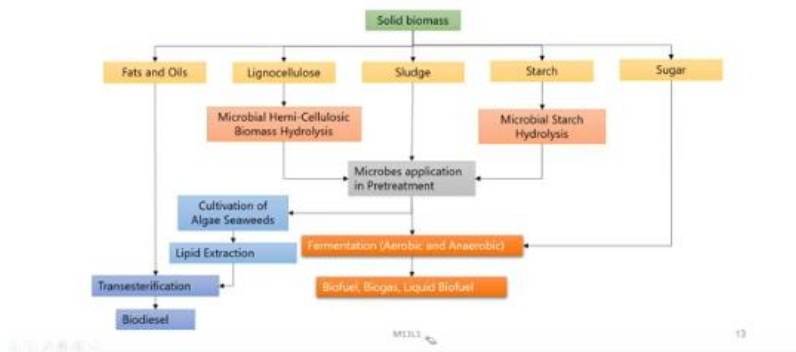 Solid biomass
Fats and Oils
Lignocellulose
Sludge
Starch
Sugar
Microbial Hemi-Cellulosic
Biomass Hydrolysis
Microbial Starch
Hydrolysis
Microbes application
in Pretreatment
Cultivation of
Algae Seaweeds
Lipid Extraction
Fermentation (Aerobic and Anaerobic)
Transesterification
Biofuel, Biogas, Liquid Biofuel
Biodiesel
13